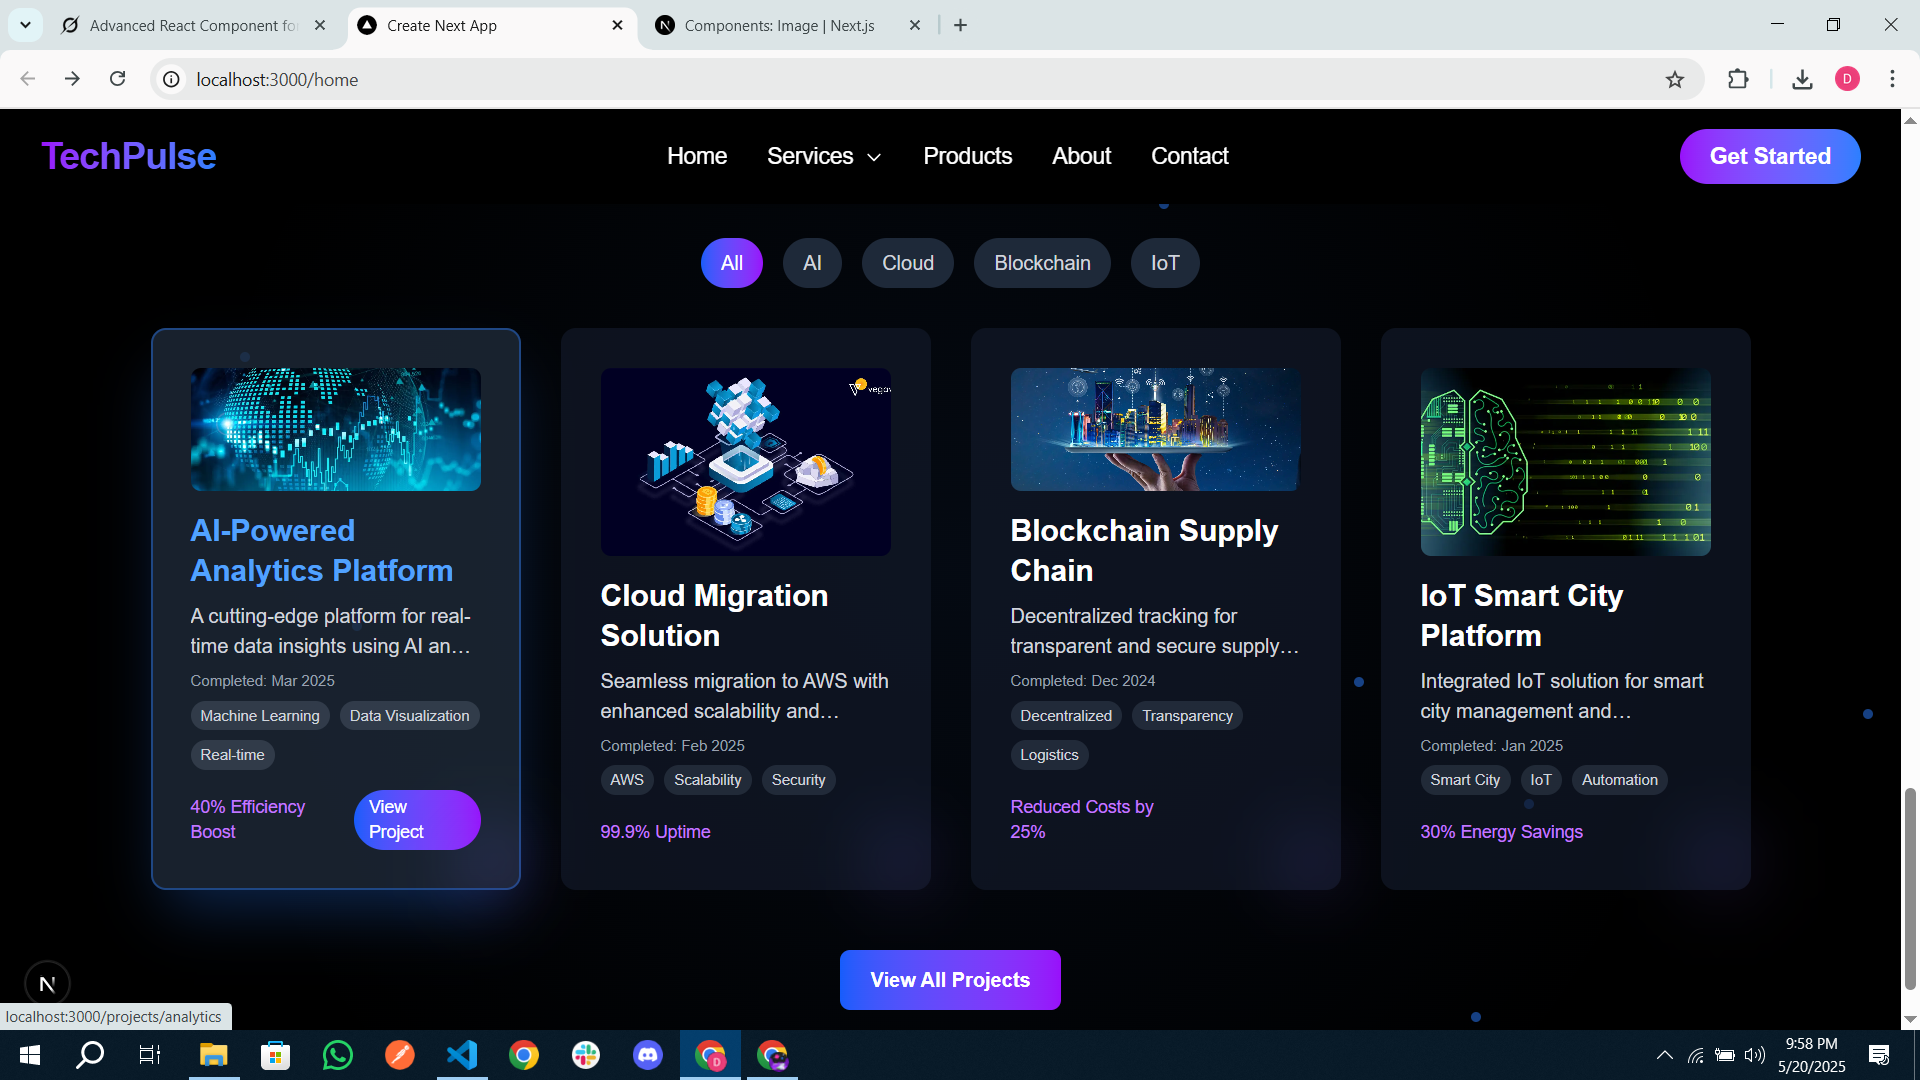 Advanced React Component for
Create Next App
Components: Image | Next.js
localhost:3000/home
D
TechPulse
Home
Services
Products
About
Contact
Get Started
All
AI
Cloud
Blockchain
IoT
AI-Powered
Analytics Platform
A cutting-edge platform for real-
time data insights using AI an…
Completed: Mar 2025
Machine Learning
Data Visualization
Real-time
40% Efficiency
Boost
View
Project
Cloud Migration
Solution
Seamless migration to AWS with
enhanced scalability and…
Completed: Feb 2025
AWS
Scalability
Security
99.9% Uptime
Blockchain Supply
Chain
Decentralized tracking for
transparent and secure supply…
Completed: Dec 2024
Decentralized
Transparency
Logistics
Reduced Costs by
25%
IoT Smart City
Platform
Integrated IoT solution for smart
city management and…
Completed: Jan 2025
Smart City
IoT
Automation
30% Energy Savings
View All Projects
N
localhost:3000/projects/analytics
9:58 PM
5/20/2025